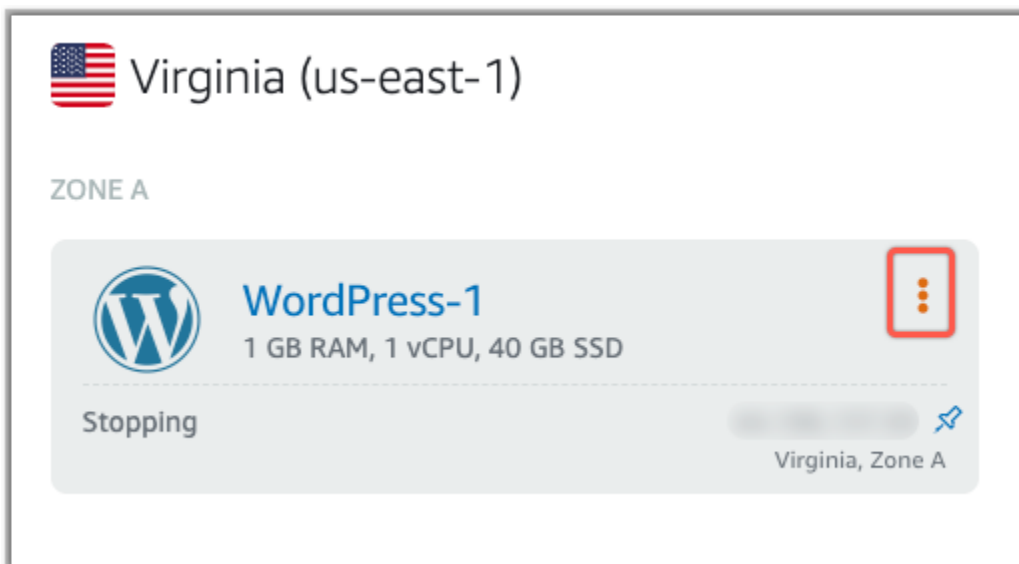 Virginia (us-east-1)
ZONE A
WordPress-1
1 GB RAM, 1 vCPU, 40 GB SSD
Stopping
Virginia, Zone A